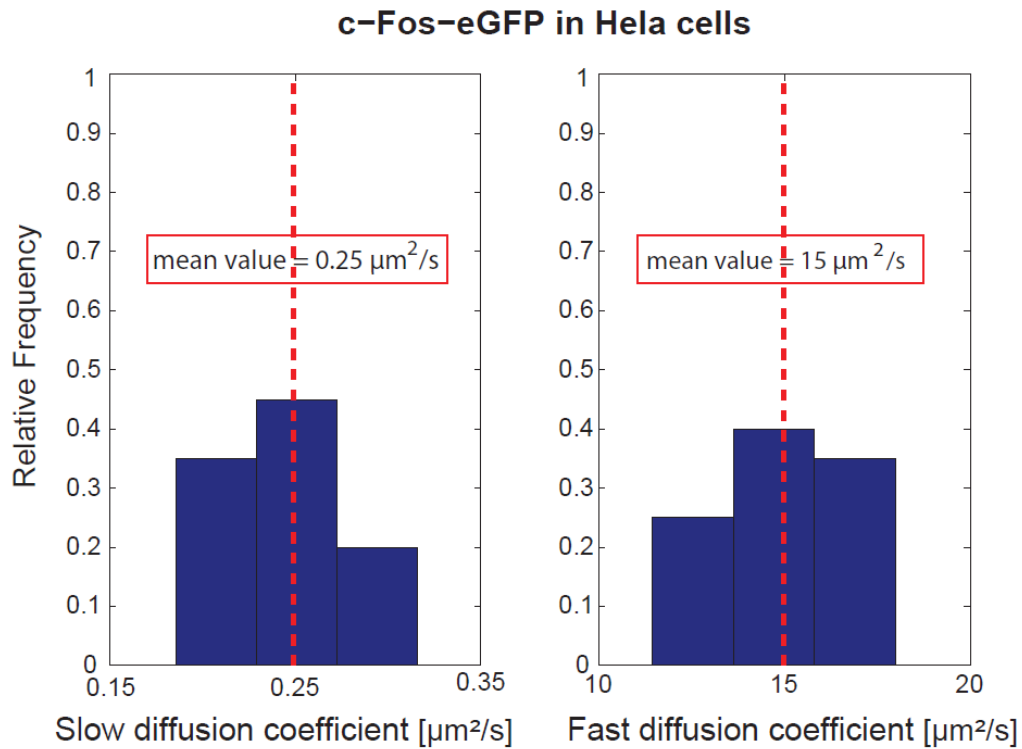 c−Fos−eGFP in Hela cells
Relative Frequency
1
0.9
0.8
0.7
0.6
0.5
0.4
0.3
0.2
0.1
0
mean value = 0.25 µm²/s
0.15 0.25 0.35
Slow diffusion coefficient [µm²/s]
1
0.9
0.8
0.7
0.6
0.5
0.4
0.3
0.2
0.1
0
mean value = 15 µm ²/s
10 15 20
Fast diffusion coefficient [µm²/s]